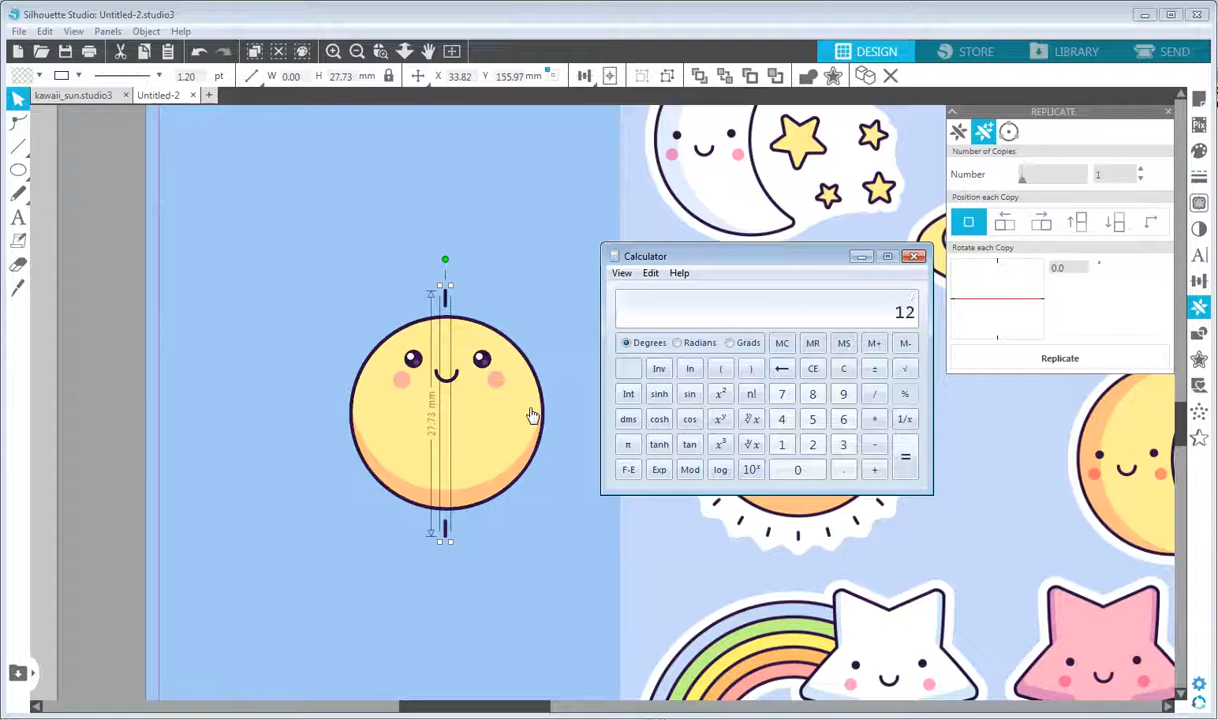 Silhouette Studio: Untitled-2.studio3
File Edit View Panels Object Help
DESIGN STORE LIBRARY SEND
1.20 pt W 0.00 H 27.73 mm X 33.82 Y 155.97 mm
kawaii_sun.studio3 × Untitled-2 × +
REPLICATE
Number of Copies
Number 1
Position each Copy
Rotate each Copy
0.0 °
Replicate
27.73 mm
Calculator
View Edit Help
/
12
Degrees Radians Grads MC MR MS M+ M-
Inv ln ( ) ← CE C ± √
Int sinh sin x² n! 7 8 9 / %
dms cosh cos xʸ ʸ√x 4 5 6 * 1/x
π tanh tan x³ ³√x 1 2 3 - =
F-E Exp Mod log 10ˣ 0 . +